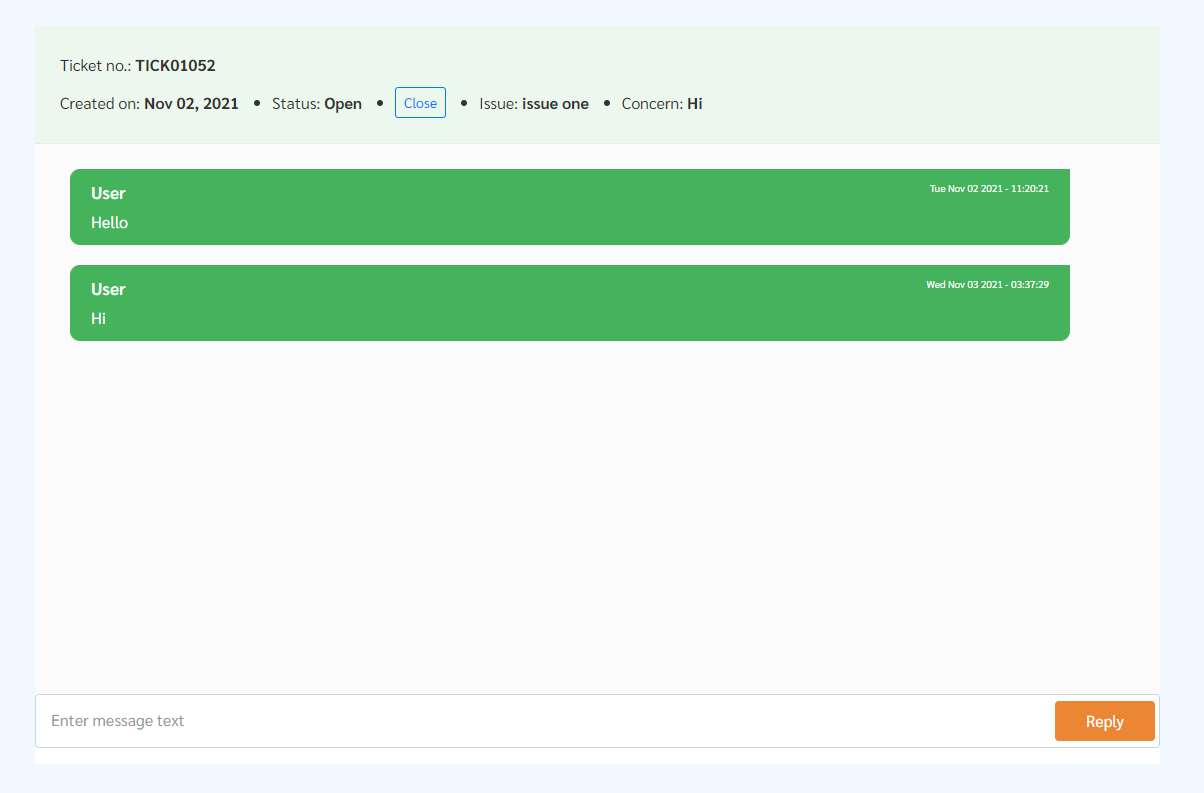 Ticket no.: TICK01052
Created on: Nov 02, 2021 • Status: Open • Close • Issue: issue one • Concern: Hi
User Tue Nov 02 2021 - 11:20:21
Hello
User Wed Nov 03 2021 - 03:37:29
Hi
Enter message text Reply